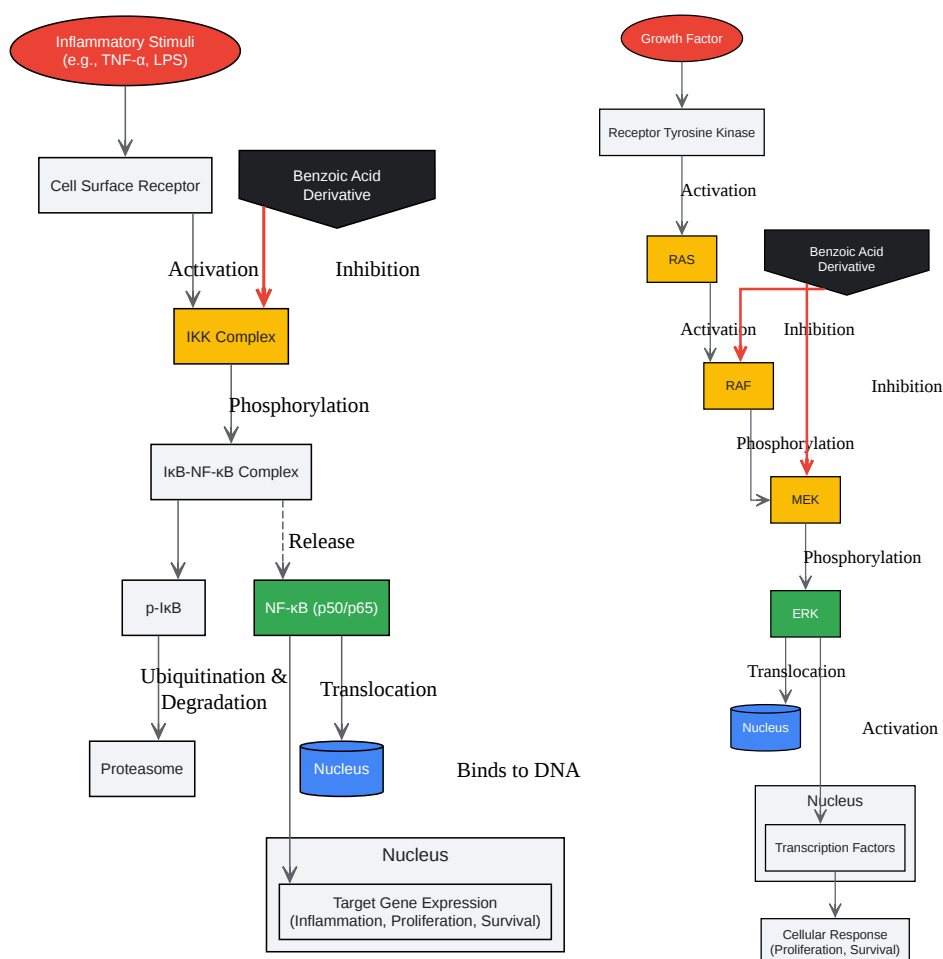 Inflammatory Stimuli
(e.g., TNF-α, LPS)
Cell Surface Receptor
Benzoic Acid
Derivative
Activation
Inhibition
IKK Complex
Phosphorylation
IκB-NF-κB Complex
Release
p-IκB
NF-κB (p50/p65)
Ubiquitination &
Degradation
Translocation
Proteasome
Nucleus
Binds to DNA
Nucleus
Target Gene Expression
(Inflammation, Proliferation, Survival)
Growth Factor
Receptor Tyrosine Kinase
Activation
RAS
Benzoic Acid
Derivative
Activation
Inhibition
RAF
Inhibition
Phosphorylation
MEK
Phosphorylation
ERK
Translocation
Nucleus
Activation
Nucleus
Transcription Factors
Cellular Response
(Proliferation, Survival)